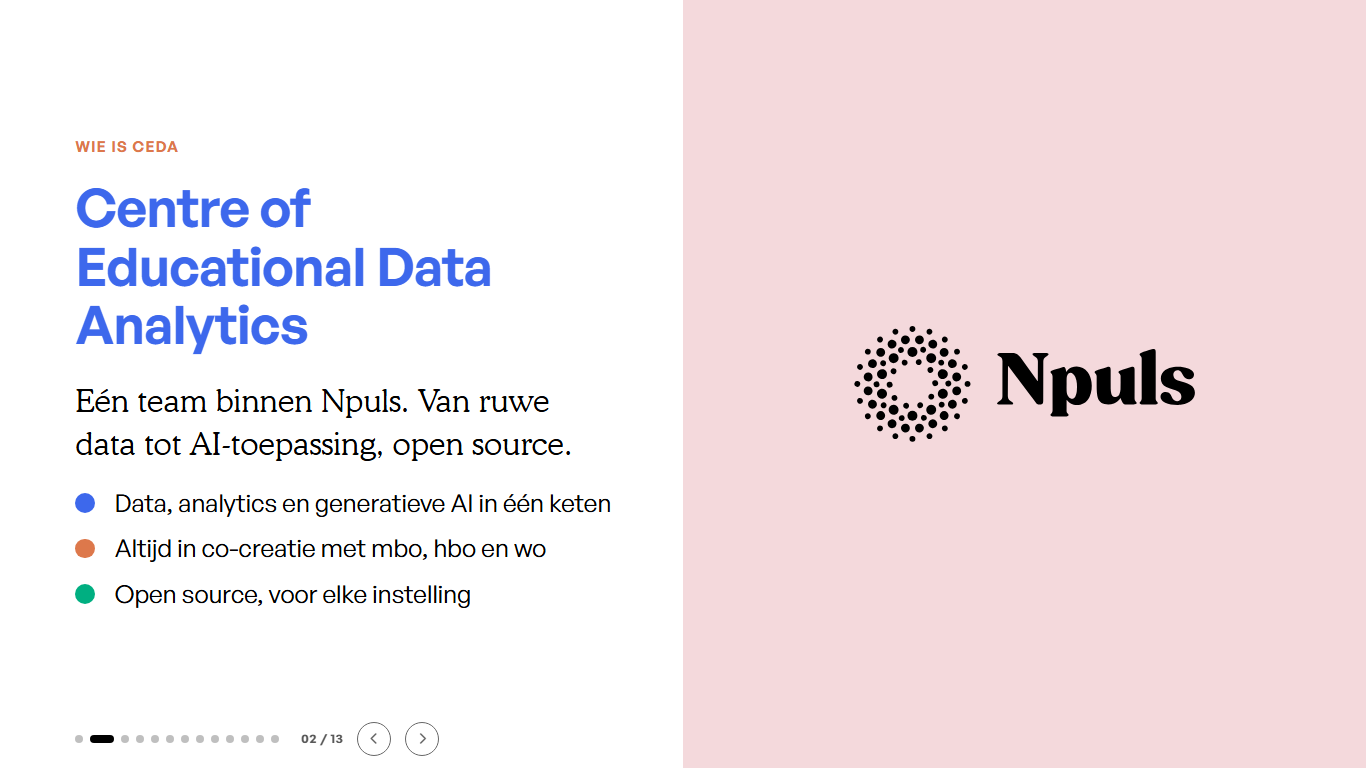 WIE IS CEDA
Centre of
Educational Data
Analytics
Eén team binnen Npuls. Van ruwe
data tot AI-toepassing, open source.
Data, analytics en generatieve AI in één keten
Altijd in co-creatie met mbo, hbo en wo
Open source, voor elke instelling
02 / 13
Npuls